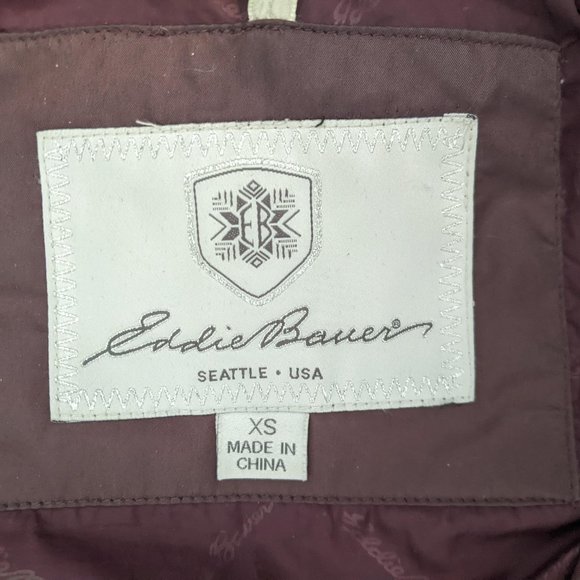 EB
Eddie Bauer®
SEATTLE • USA
XS
MADE IN
CHINA